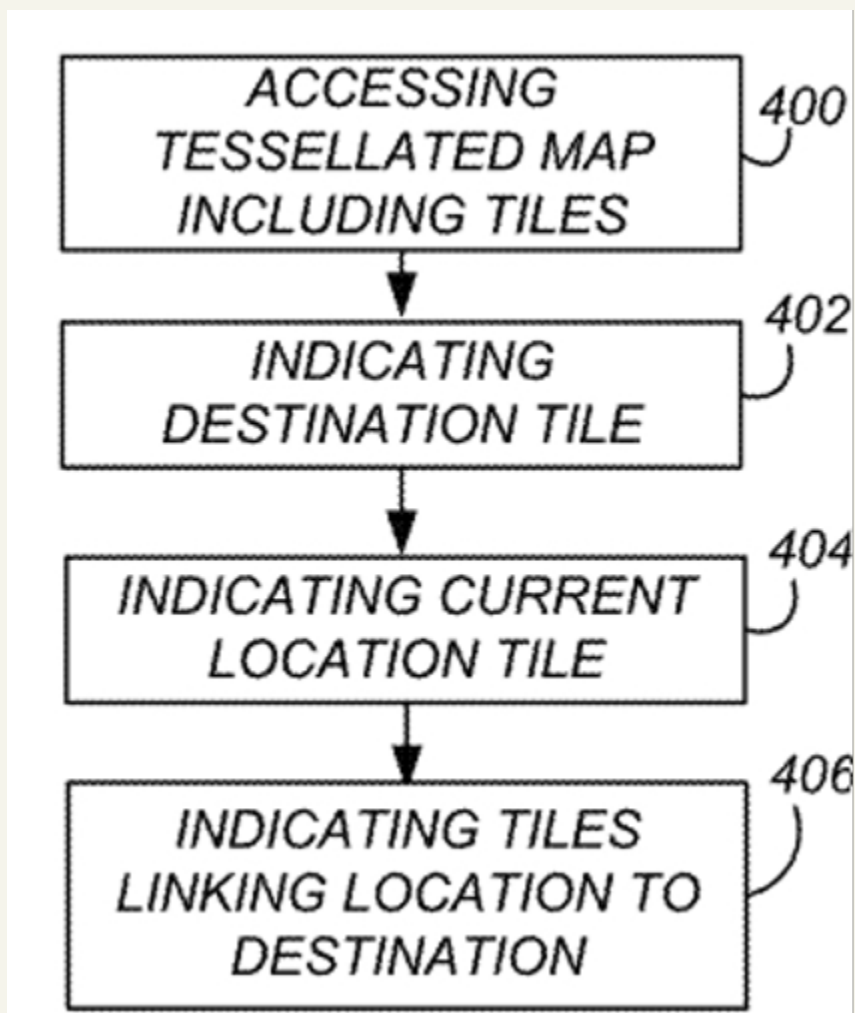 ACCESSING
400
TESSELLATED MAP
INCLUDING TILES
402
INDICATING
DESTINATION TILE
404
INDICATING CURRENT
LOCATION TILE
406
INDICATING TILES
LINKING LOCATION TO
DESTINATION